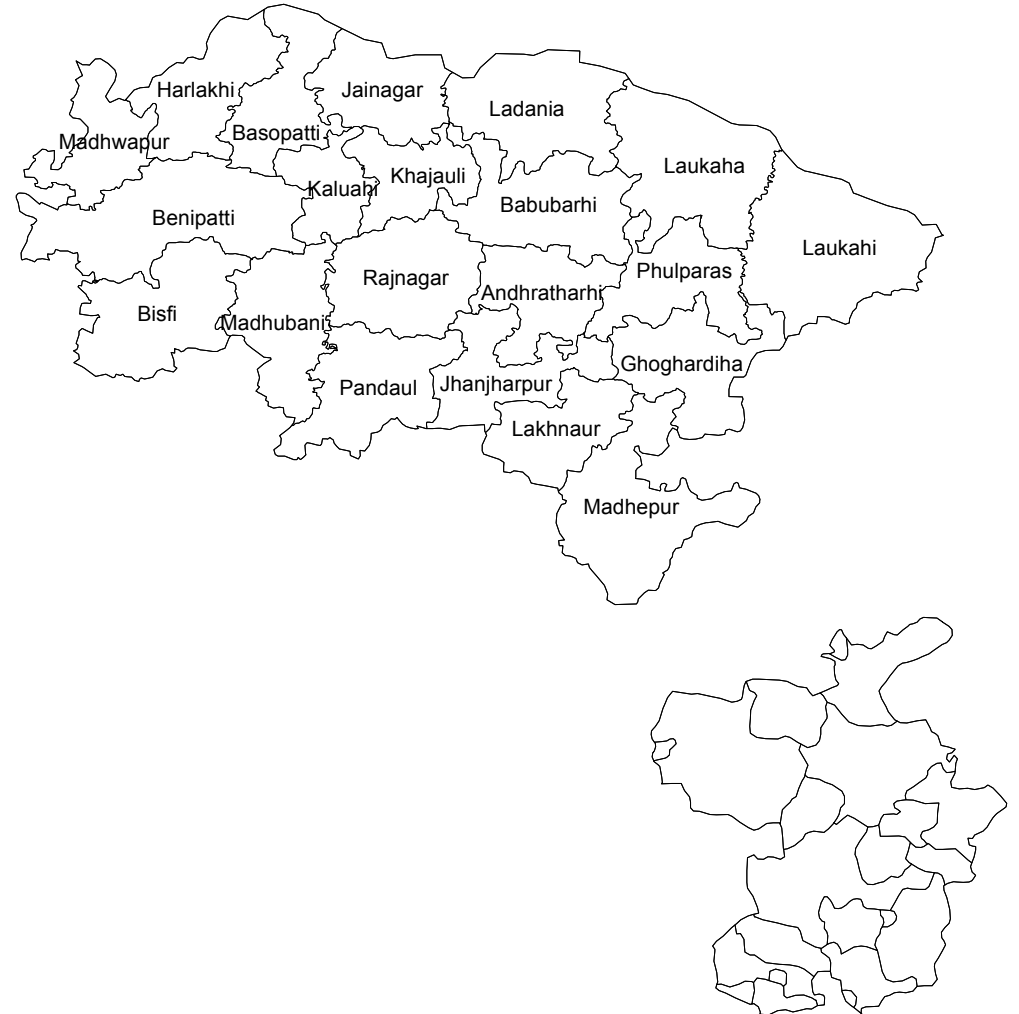 Harlakhi
Jainagar
Ladania
Basopatti
Madhwapur
Laukaha
Khajauli
Kaluahi
Babubarhi
Benipatti
Laukahi
Phulparas
Rajnagar
Andhratharhi
Bisfi
Madhubani
Ghoghardiha
Jhanjharpur
Pandaul
Lakhnaur
Madhepur